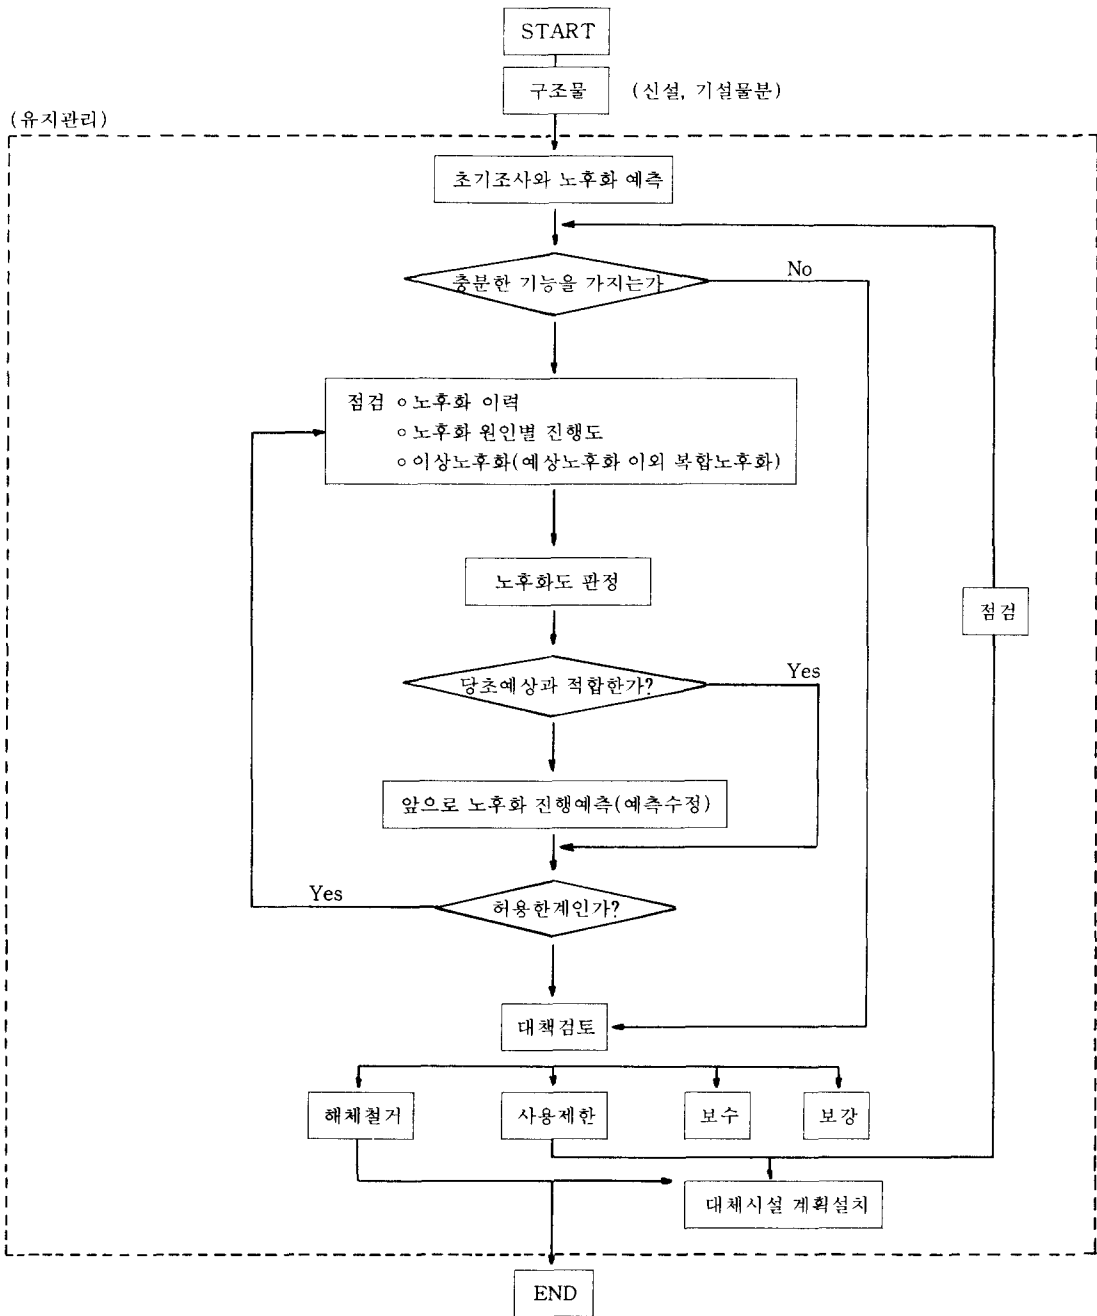 START
구조물 (신설, 기설물분)
(유지관리)
초기조사와 노후화 예측
충분한 기능을 가지는가
No
점검 ○ 노후화 이력
○ 노후화 원인별 진행도
○ 이상노후화(예상노후화 이외 복합노후화)
노후화도 판정
점검
당초예상과 적합한가?
Yes
앞으로 노후화 진행예측(예측수정)
Yes
허용한계인가?
대책검토
해체철거
사용제한
보수
보강
대체시설 계획설치
END